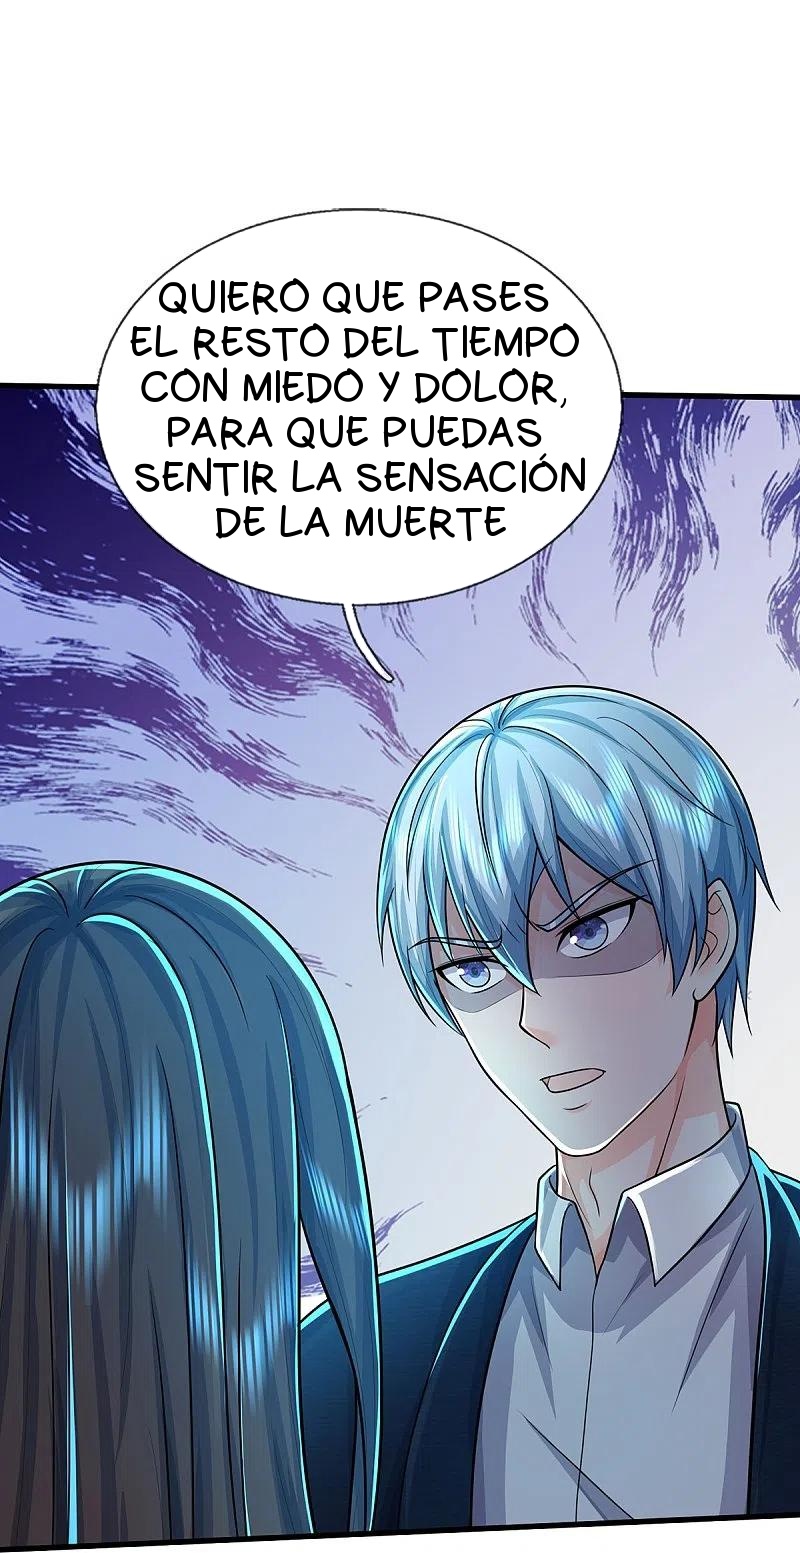 QUIERO QUE PASES
EL RESTO DEL TIEMPO
CON MIEDO Y DOLOR,
PARA QUE PUEDAS
SENTIR LA SENSACIÓN
DE LA MUERTE